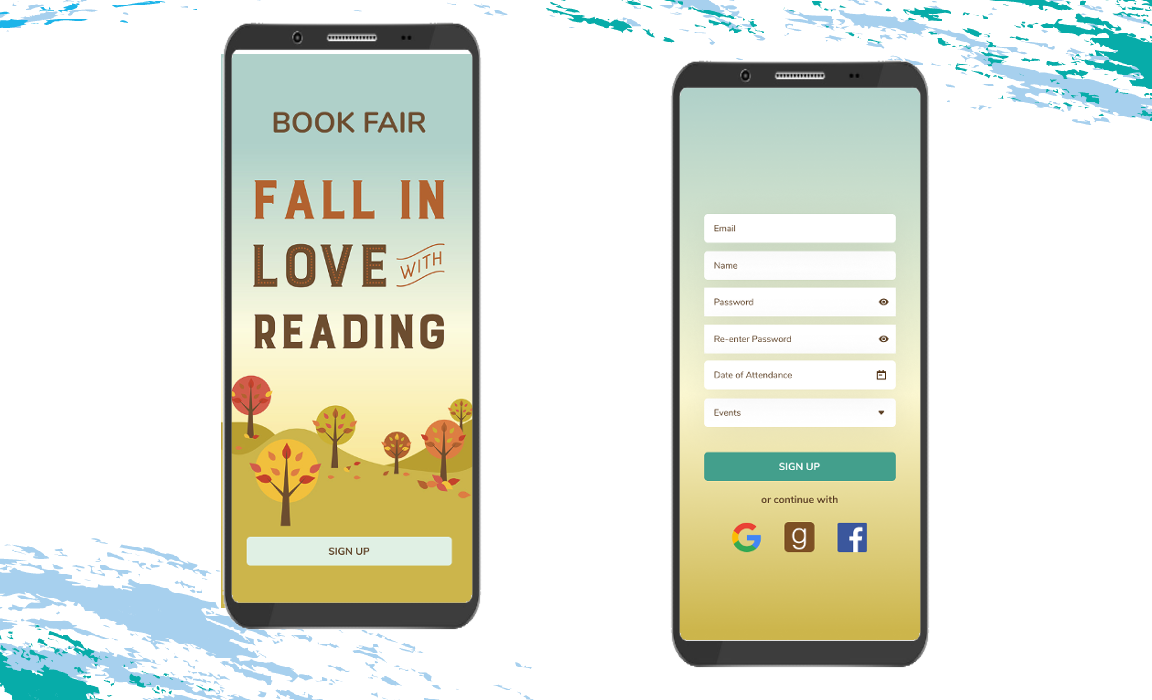 BOOK FAIR
FALL IN
LOVE WITH
READING
SIGN UP
Email
Name
Password
Re-enter Password
Date of Attendance
Events
SIGN UP
or continue with
G
g
f